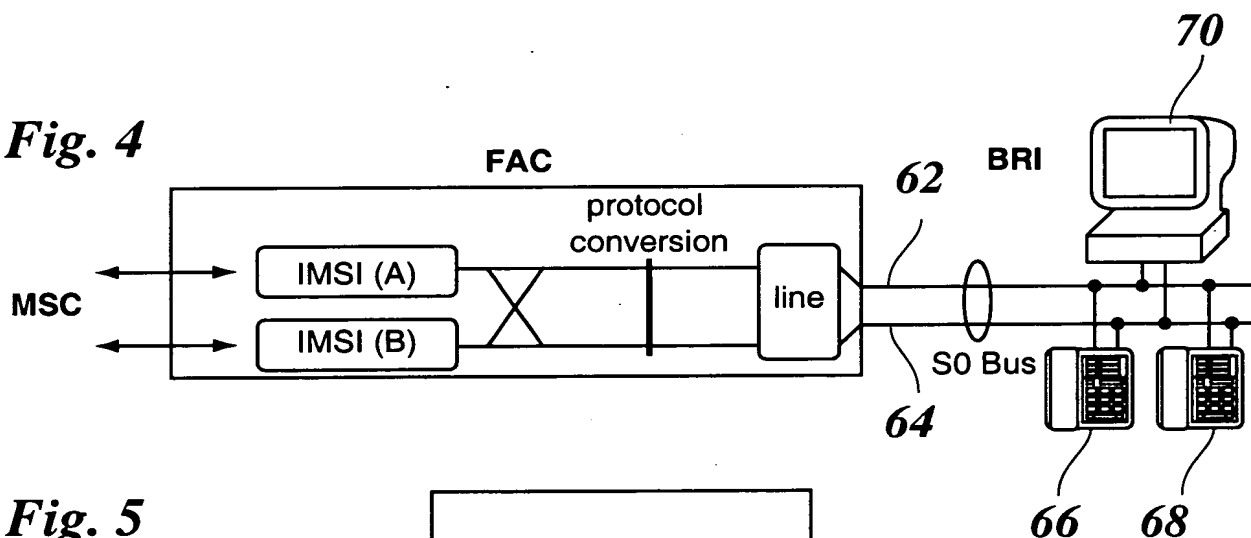 70
Fig. 4
FAC
62
BRI
protocol
conversion
IMSI (A)
line
MSC
IMSI (B)
S0 Bus
64
Fig. 5
66
68